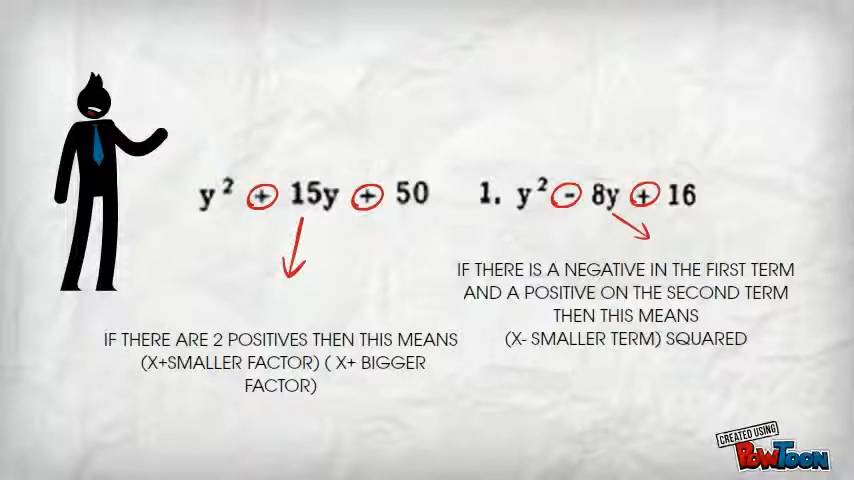 y² + 15y + 50
1. y² - 8y + 16
IF THERE ARE 2 POSITIVES THEN THIS MEANS
(X+SMALLER FACTOR) ( X+ BIGGER
FACTOR)
IF THERE IS A NEGATIVE IN THE FIRST TERM
AND A POSITIVE ON THE SECOND TERM
THEN THIS MEANS
(X- SMALLER TERM) SQUARED
CREATED USING
POWTOON